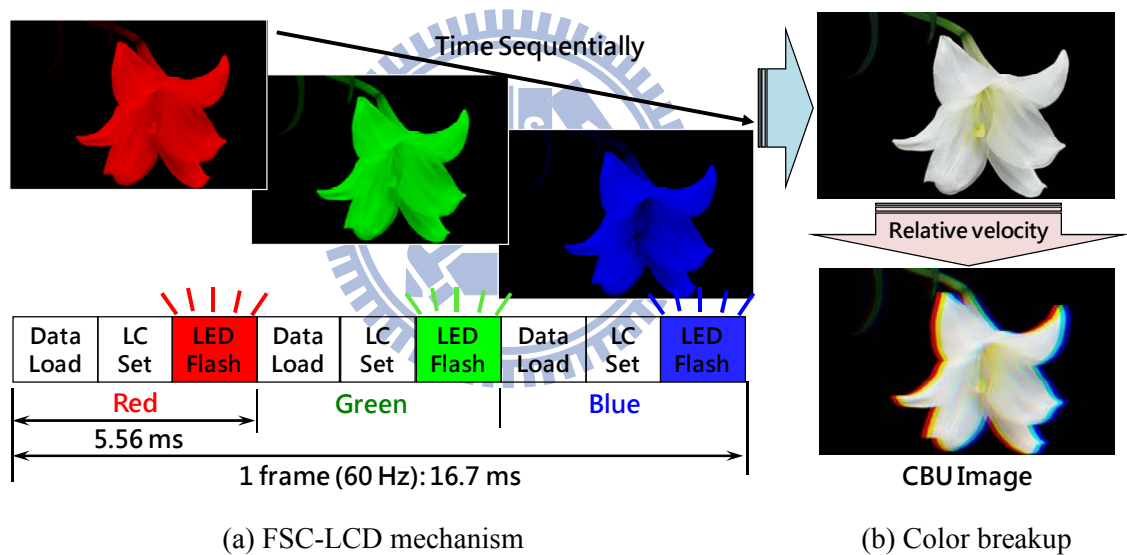 Time Sequentially
Relative velocity
Data Load
LC Set
LED Flash
Data Load
LC Set
LED Flash
Data Load
LC Set
LED Flash
Red
Green
Blue
5.56 ms
1 frame (60 Hz): 16.7 ms
CBU Image
(a) FSC-LCD mechanism
(b) Color breakup